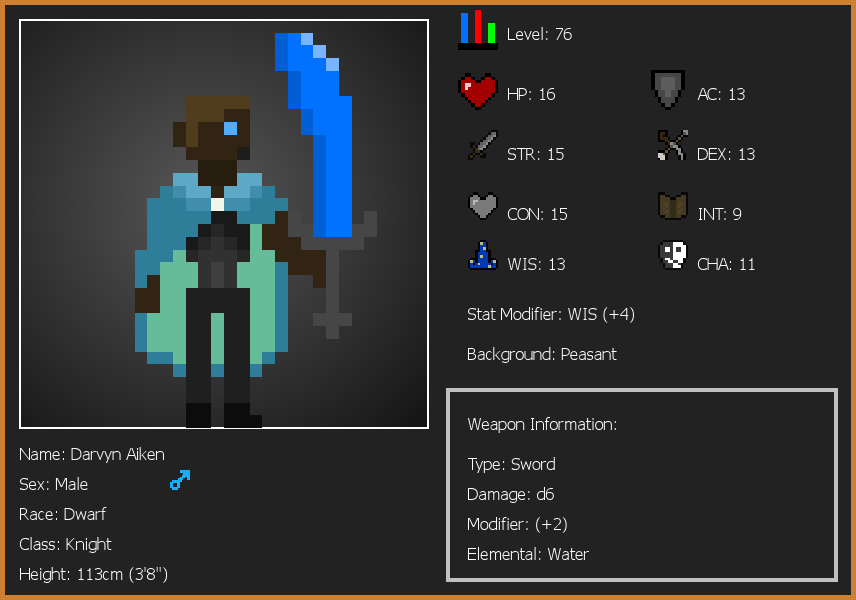 Level: 76
HP: 16
AC: 13
STR: 15
DEX: 13
CON: 15
INT: 9
WIS: 13
CHA: 11
Stat Modifier: WIS (+4)
Background: Peasant
Weapon Information:
Type: Sword
Damage: d6
Modifier: (+2)
Elemental: Water
Name: Darvyn Aiken
Sex: Male
Race: Dwarf
Class: Knight
Height: 113cm (3'8")